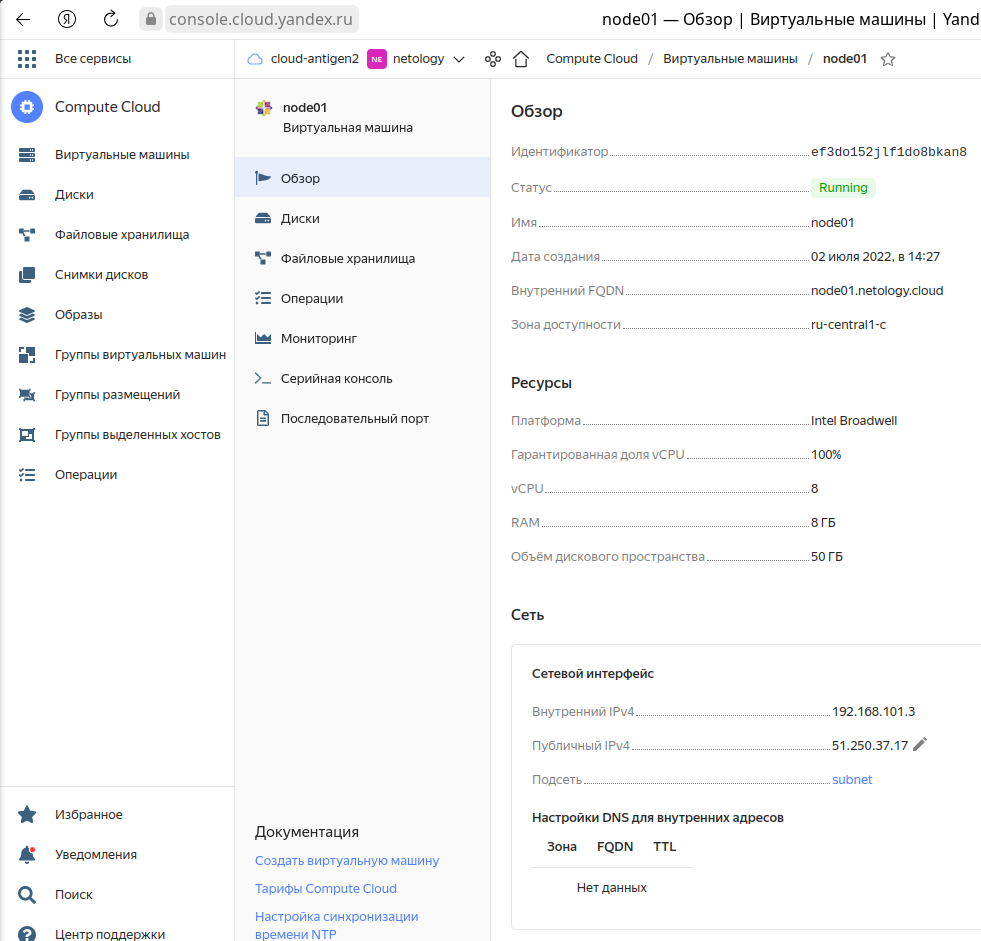 Я
console.cloud.yandex.ru
node01 — Обзор | Виртуальные машины | Yand
Все сервисы
cloud-antigen2
NE
netology
Compute Cloud / Виртуальные машины / node01
Compute Cloud
Виртуальные машины
Диски
Файловые хранилища
Снимки дисков
Образы
Группы виртуальных машин
Группы размещений
Группы выделенных хостов
Операции
Избранное
Уведомления
Поиск
Центр поддержки
node01
Виртуальная машина
Обзор
Диски
Файловые хранилища
Операции
Мониторинг
Серийная консоль
Последовательный порт
Документация
Создать виртуальную машину
Тарифы Compute Cloud
Настройка синхронизации
времени NTP
Обзор
Идентификатор ef3do152jlf1do8bkan8
Статус Running
Имя node01
Дата создания 02 июля 2022, в 14:27
Внутренний FQDN node01.netology.cloud
Зона доступности ru-central1-c
Ресурсы
Платформа Intel Broadwell
Гарантированная доля vCPU 100%
vCPU 8
RAM 8 ГБ
Объём дискового пространства 50 ГБ
Сеть
Сетевой интерфейс
Внутренний IPv4 192.168.101.3
Публичный IPv4 51.250.37.17
Подсеть subnet
Настройки DNS для внутренних адресов
Зона FQDN TTL
Нет данных